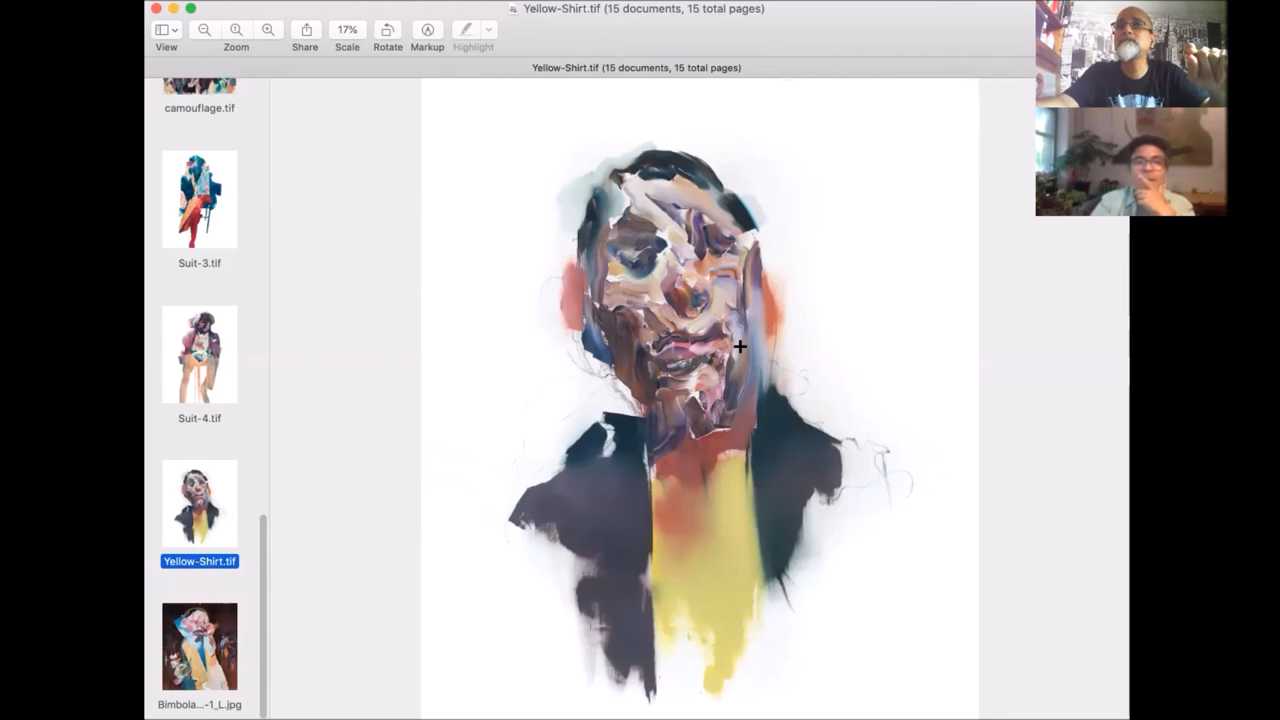 Yellow-Shirt.tif (15 documents, 15 total pages)
17%
View
Zoom
Share
Scale
Rotate
Markup
Highlight
Yellow-Shirt.tif (15 documents, 15 total pages)
camouflage.tif
Suit-3.tif
Suit-4.tif
Yellow-Shirt.tif
Bimbola...-1_L.jpg